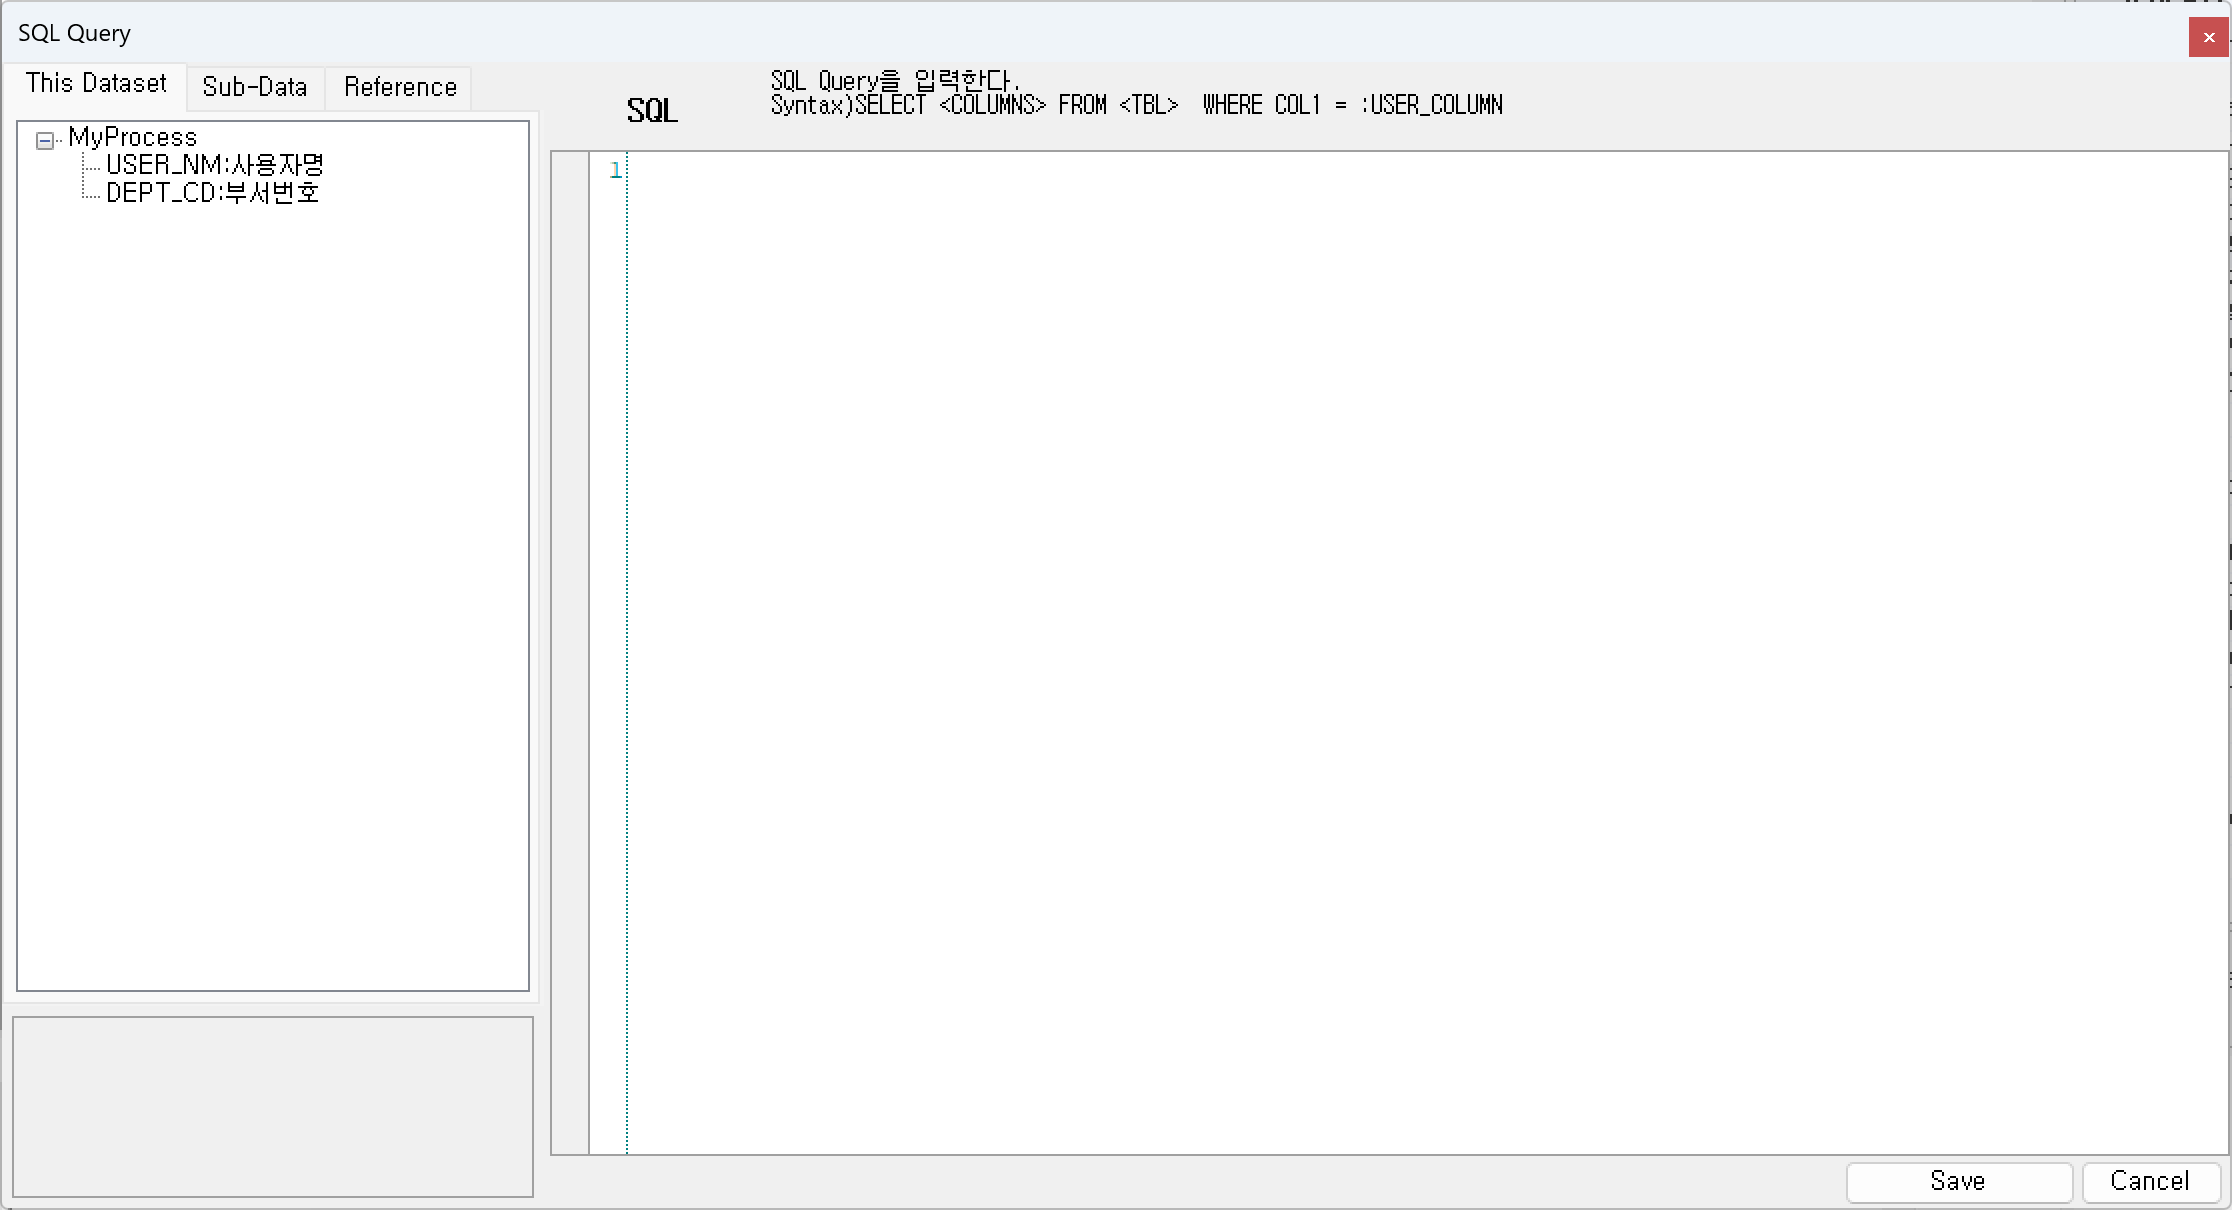 SQL Query
×
This Dataset
Sub-Data
Reference
MyProcess
USER_NM:사용자명
DEPT_CD:부서번호
SQL
SQL Query을 입력한다.
Syntax)SELECT <COLUMNS> FROM <TBL>  WHERE COL1 = :USER_COLUMN
1
Save
Cancel